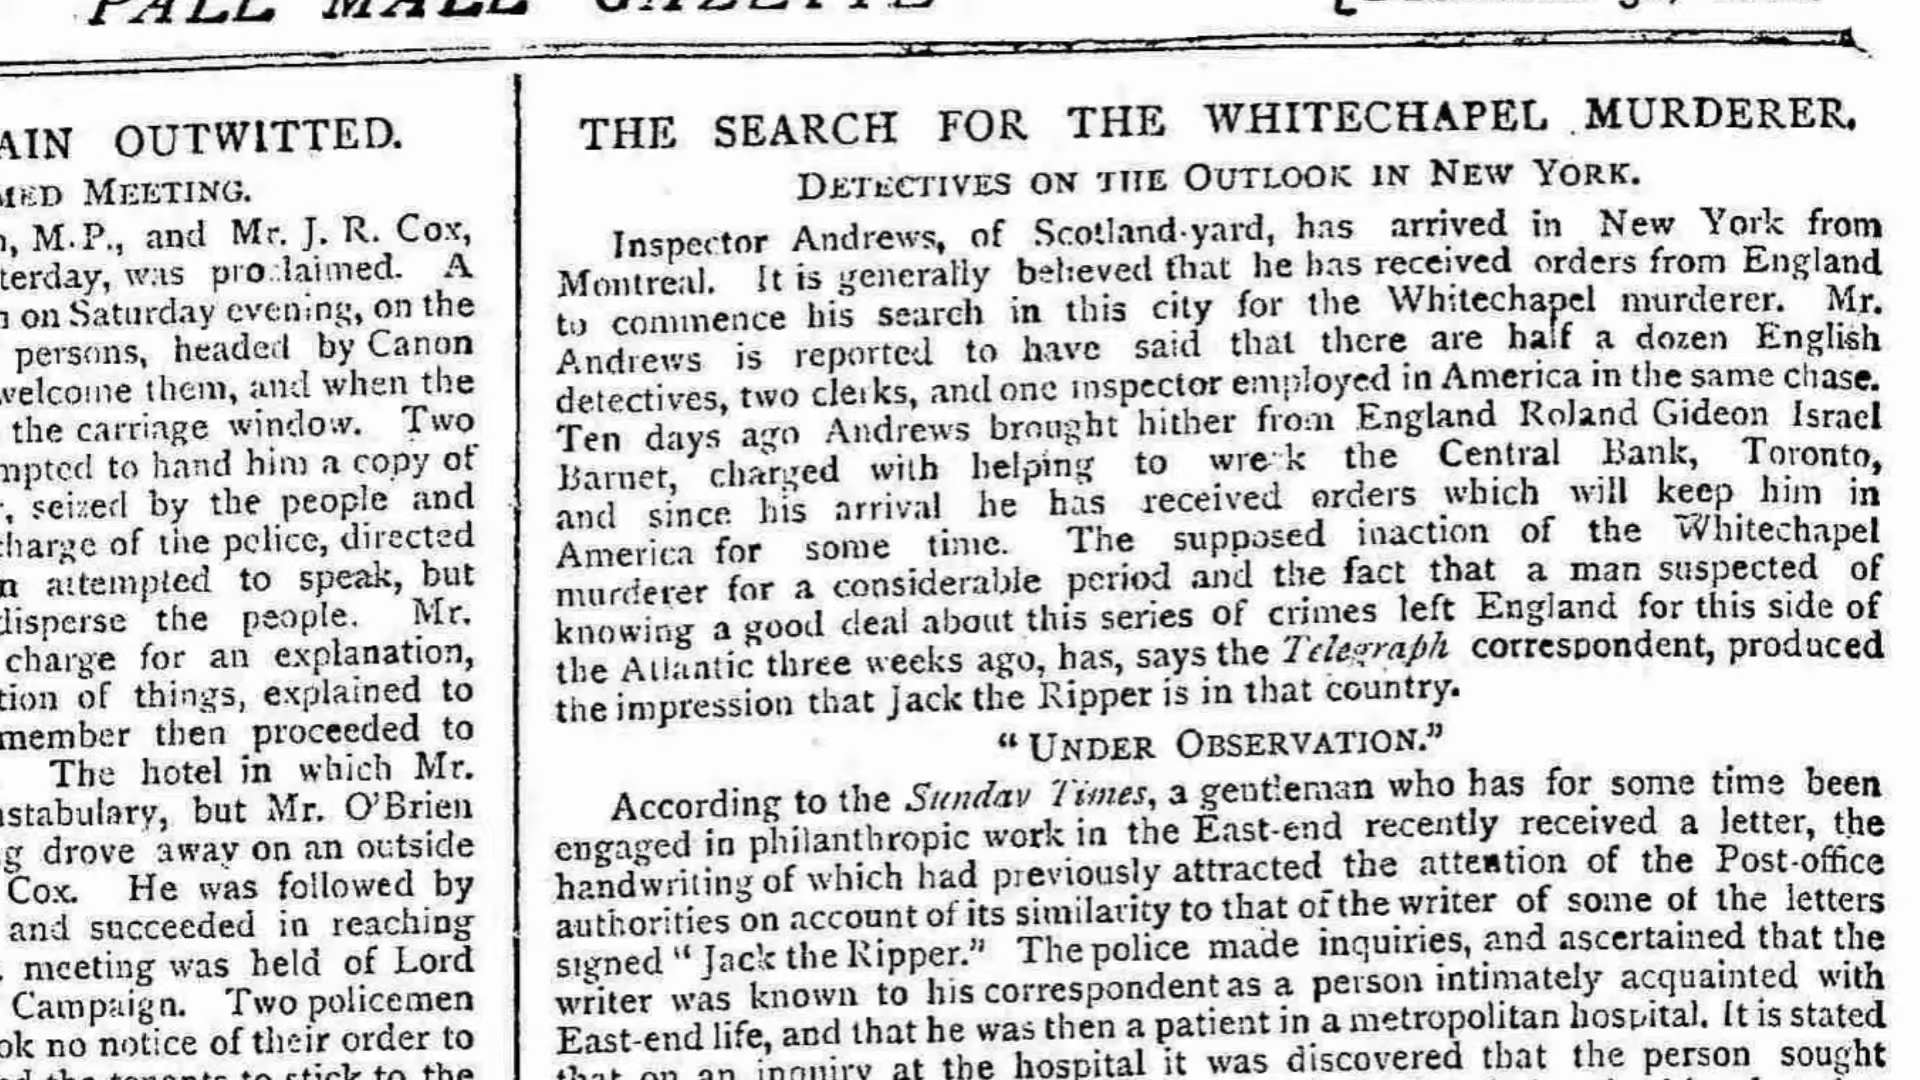 PALL MALL GAZETTE
AIN OUTWITTED.
MED MEETING.
, M.P., and Mr. J. R. Cox,
terday, was proclaimed. A
on Saturday evening, on the
persons, headed by Canon
welcome them, and when the
the carriage window. Two
mpted to hand him a copy of
, seized by the people and
charge of the police, directed
n attempted to speak, but
disperse the people. Mr.
charge for an explanation,
tion of things, explained to
member then proceeded to
The hotel in which Mr.
nstabulary, but Mr. O'Brien
g drove away on an outside
Cox. He was followed by
and succeeded in reaching
meeting was held of Lord
Campaign. Two policemen
ok no notice of their order to
the tenants to stick to the
THE SEARCH FOR THE WHITECHAPEL MURDERER.
DETECTIVES ON THE OUTLOOK IN NEW YORK.
Inspector Andrews, of Scotland-yard, has arrived in New York from
Montreal. It is generally believed that he has received orders from England
to commence his search in this city for the Whitechapel murderer. Mr.
Andrews is reported to have said that there are half a dozen English
detectives, two clerks, and one inspector employed in America in the same chase.
Ten days ago Andrews brought hither from England Roland Gideon Israel
Barnet, charged with helping to wreck the Central Bank, Toronto,
and since his arrival he has received orders which will keep him in
America for some time. The supposed inaction of the Whitechapel
murderer for a considerable period and the fact that a man suspected of
knowing a good deal about this series of crimes left England for this side of
the Atlantic three weeks ago, has, says the Telegraph correspondent, produced
the impression that Jack the Ripper is in that country.
"UNDER OBSERVATION."
According to the Sunday Times, a gentleman who has for some time been
engaged in philanthropic work in the East-end recently received a letter, the
handwriting of which had previously attracted the attention of the Post-office
authorities on account of its similarity to that of the writer of some of the letters
signed "Jack the Ripper." The police made inquiries, and ascertained that the
writer was known to his correspondent as a person intimately acquainted with
East-end life, and that he was then a patient in a metropolitan hospital. It is stated
that on an inquiry at the hospital it was discovered that the person sought